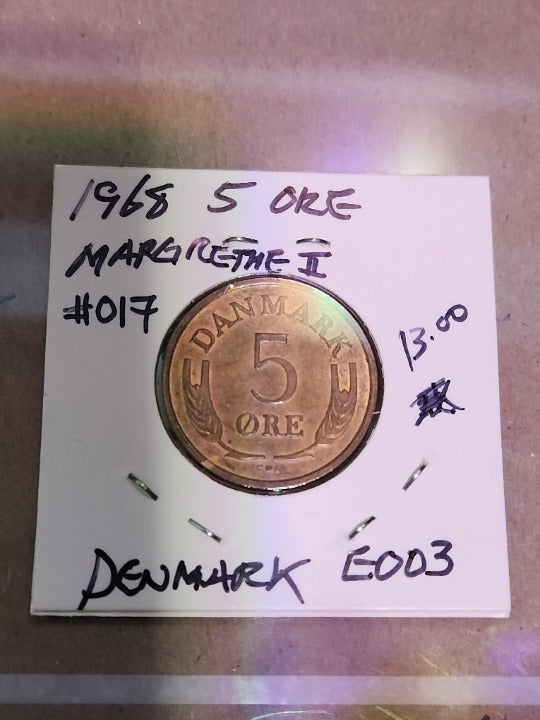 1968 5 ORE
MARGRETHE II
#017
13.00
DANMARK
5
ØRE
DENMARK E003